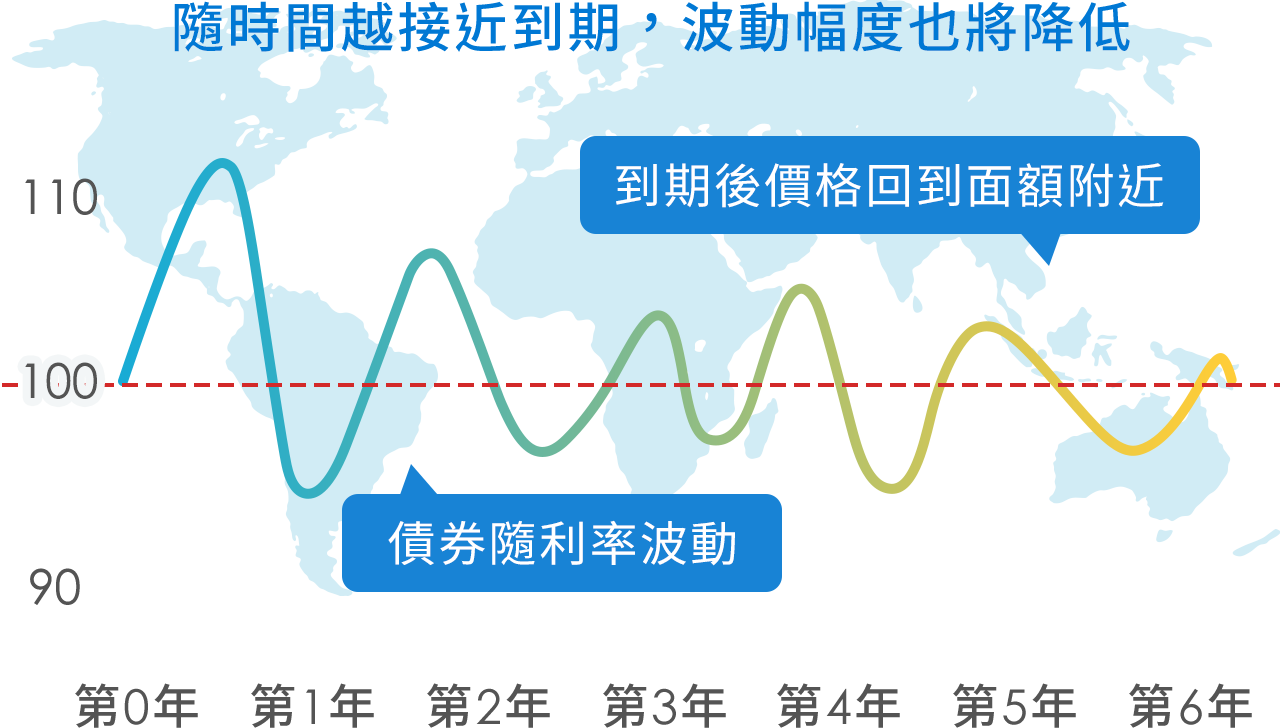 隨時間越接近到期，波動幅度也將降低
到期後價格回到面額附近
110
100
債券隨利率波動
90
第0年 第1年 第2年 第3年 第4年 第5年 第6年